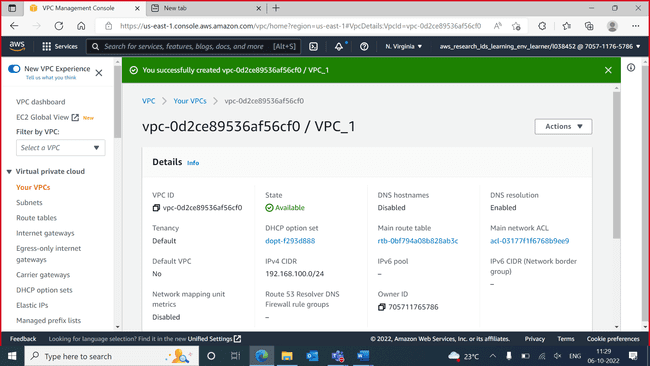 VPC Management Console
New tab
https://us-east-1.console.aws.amazon.com/vpc/home?region=us-east-1#VpcDetails:VpcId=vpc-0d2ce89536af56cf0
aws
Services
Search for services, features, blogs, docs, and more
[Alt+S]
N. Virginia
aws_research_ids_learning_env_learner/l038452 @ 7057-1176-5786
New VPC Experience
Tell us what you think
You successfully created vpc-0d2ce89536af56cf0 / VPC_1
VPC dashboard
EC2 Global View
New
Filter by VPC:
Select a VPC
Virtual private cloud
Your VPCs
Subnets
Route tables
Internet gateways
Egress-only internet
gateways
Carrier gateways
DHCP option sets
Elastic IPs
Managed prefix lists
VPC
Your VPCs
vpc-0d2ce89536af56cf0
vpc-0d2ce89536af56cf0 / VPC_1
Actions
Details
Info
VPC ID
vpc-0d2ce89536af56cf0
State
Available
DNS hostnames
Disabled
DNS resolution
Enabled
Tenancy
Default
DHCP option set
dopt-f293d888
Main route table
rtb-0bf794a08b828ab3c
Main network ACL
acl-03177f1f6768b9ee9
Default VPC
No
IPv4 CIDR
192.168.100.0/24
IPv6 pool
–
IPv6 CIDR (Network border
group)
–
Network mapping unit
metrics
Disabled
Route 53 Resolver DNS
Firewall rule groups
–
Owner ID
705711765786
Feedback
Looking for language selection? Find it in the new Unified Settings
© 2022, Amazon Web Services, Inc. or its affiliates.
Privacy
Terms
Cookie preferences
Type here to search
23°C
ENG
11:29
06-10-2022